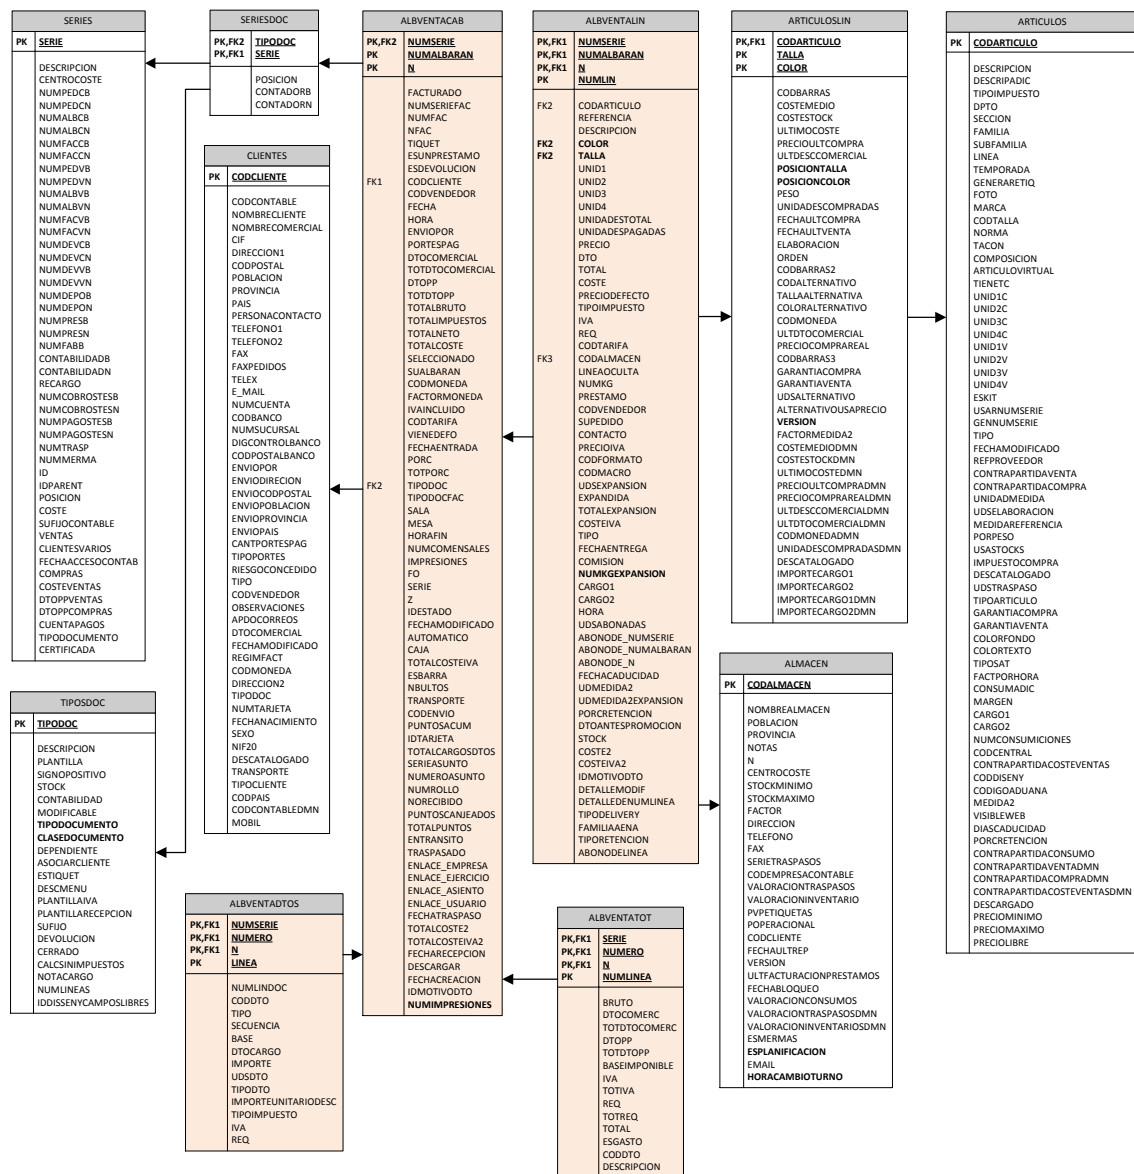 SERIES
PK SERIE
DESCRIPCION
CENTROCOSTE
NUMPEDCB
NUMPEDCN
NUMALBCB
NUMALBCN
NUMFACCB
NUMFACCN
NUMPEDVB
NUMPEDVN
NUMALBVB
NUMALBVN
NUMFACVB
NUMFACVN
NUMDEVCB
NUMDEVCN
NUMDEVVB
NUMDEVVN
NUMDEPOB
NUMDEPON
NUMPRESB
NUMPRESN
NUMFABB
CONTABILIDADB
CONTABILIDADN
RECARGO
NUMCOBROSTESB
NUMCOBROSTESN
NUMPAGOSTESB
NUMPAGOSTESN
NUMTRASP
NUMMERMA
ID
IDPARENT
POSICION
COSTE
SUFIJOCONTABLE
VENTAS
CLIENTESVARIOS
FECHAACCESOCONTAB
COMPRAS
COSTEVENTAS
DTOPPVENTAS
DTOPPCOMPRAS
CUENTAPAGOS
TIPODOCUMENTO
CERTIFICADA
SERIESDOC
PK,FK2 TIPODOC
PK,FK1 SERIE
POSICION
CONTADORB
CONTADORN
CLIENTES
PK CODCLIENTE
CODCONTABLE
NOMBRECLIENTE
NOMBRECOMERCIAL
CIF
DIRECCION1
CODPOSTAL
POBLACION
PROVINCIA
PAIS
PERSONACONTACTO
TELEFONO1
TELEFONO2
FAX
FAXPEDIDOS
TELEX
E_MAIL
NUMCUENTA
CODBANCO
NUMSUCURSAL
DIGCONTROLBANCO
CODPOSTALBANCO
ENVIOPOR
ENVIODIRECION
ENVIOCODPOSTAL
ENVIOPOBLACION
ENVIOPROVINCIA
ENVIOPAIS
CANTPORTESPAG
TIPOPORTES
RIESGOCONCEDIDO
TIPO
CODVENDEDOR
OBSERVACIONES
APDOCORREOS
DTOCOMERCIAL
FECHAMODIFICADO
REGIMFACT
CODMONEDA
DIRECCION2
TIPODOC
NUMTARJETA
FECHANACIMIENTO
SEXO
NIF20
DESCATALOGADO
TRANSPORTE
TIPOCLIENTE
CODPAIS
CODCONTABLEDMN
MOBIL
ALBVENTACAB
PK,FK2 NUMSERIE
PK NUMALBARAN
PK N
FACTURADO
NUMSERIEFAC
NUMFAC
NFAC
TIQUET
ESUNPRESTAMO
ESDEVOLUCION
FK1 CODCLIENTE
CODVENDEDOR
FECHA
HORA
ENVIOPOR
PORTESPAG
DTOCOMERCIAL
TOTDTOCOMERCIAL
DTOPP
TOTDTOPP
TOTALBRUTO
TOTALIMPUESTOS
TOTALNETO
TOTALCOSTE
SELECCIONADO
SUALBARAN
CODMONEDA
FACTORMONEDA
IVAINCLUIDO
CODTARIFA
VIENEDEFO
FECHAENTRADA
PORC
TOTPORC
FK2 TIPODOC
TIPODOCFAC
SALA
MESA
HORAFIN
NUMCOMENSALES
IMPRESIONES
FO
SERIE
Z
IDESTADO
FECHAMODIFICADO
AUTOMATICO
CAJA
TOTALCOSTEIVA
ESBARRA
NBULTOS
TRANSPORTE
CODENVIO
PUNTOSACUM
IDTARJETA
TOTALCARGOSDTOS
SERIEASUNTO
NUMEROASUNTO
NUMROLLO
NORECIBIDO
PUNTOSCANJEADOS
TOTALPUNTOS
ENTRANSITO
TRASPASADO
ENLACE_EMPRESA
ENLACE_EJERCICIO
ENLACE_ASIENTO
ENLACE_USUARIO
FECHATRASPASO
TOTALCOSTE2
TOTALCOSTEIVA2
FECHARECEPCION
DESCARGAR
FECHACREACION
IDMOTIVODTO
NUMIMPRESIONES
ALBVENTALIN
PK,FK1 NUMSERIE
PK,FK1 NUMALBARAN
PK,FK1 N
PK NUMLIN
FK2 CODARTICULO
REFERENCIA
DESCRIPCION
FK2 COLOR
FK2 TALLA
UNID1
UNID2
UNID3
UNID4
UNIDADESTOTAL
UNIDADESPAGADAS
PRECIO
DTO
TOTAL
COSTE
PRECIODEFECTO
TIPOIMPUESTO
IVA
REQ
CODTARIFA
FK3 CODALMACEN
LINEAOCULTA
NUMKG
PRESTAMO
CODVENDEDOR
SUPEDIDO
CONTACTO
PRECIOIVA
CODFORMATO
CODMACRO
UDSEXPANSION
EXPANDIDA
TOTALEXPANSION
COSTEIVA
TIPO
FECHAENTREGA
COMISION
NUMKGEXPANSION
CARGO1
CARGO2
HORA
UDSABONADAS
ABONODE_NUMSERIE
ABONODE_NUMALBARAN
ABONODE_N
FECHACADUCIDAD
UDMEDIDA2
UDMEDIDA2EXPANSION
PORCRETENCION
DTOANTESPROMOCION
STOCK
COSTE2
COSTEIVA2
IDMOTIVODTO
DETALLEMODIF
DETALLEDENUMLINEA
TIPODELIVERY
FAMILIAAENA
TIPORETENCION
ABONODELINEA
ARTICULOSLIN
PK,FK1 CODARTICULO
PK TALLA
PK COLOR
CODBARRAS
COSTEMEDIO
COSTESTOCK
ULTIMOCOSTE
PRECIOULTCOMPRA
ULTDESCCOMERCIAL
POSICIONTALLA
POSICIONCOLOR
PESO
UNIDADESCOMPRADAS
FECHAULTCOMPRA
FECHAULTVENTA
ELABORACION
ORDEN
CODBARRAS2
CODALTERNATIVO
TALLAALTERNATIVA
COLORALTERNATIVO
CODMONEDA
ULTDTOCOMERCIAL
PRECIOCOMPRAREAL
CODBARRAS3
GARANTIACOMPRA
GARANTIAVENTA
UDSALTERNATIVO
ALTERNATIVOUSAPRECIO
VERSION
FACTORMEDIDA2
COSTEMEDIODMN
COSTESTOCKDMN
ULTIMOCOSTEDMN
PRECIOULTCOMPRADMN
PRECIOCOMPRAREALDMN
ULTDESCCOMERCIALDMN
ULTDTOCOMERCIALDMN
CODMONEDADMN
UNIDADESCOMPRADASDMN
DESCATALOGADO
IMPORTECARGO1
IMPORTECARGO2
IMPORTECARGO1DMN
IMPORTECARGO2DMN
ARTICULOS
PK CODARTICULO
DESCRIPCION
DESCRIPADIC
TIPOIMPUESTO
DPTO
SECCION
FAMILIA
SUBFAMILIA
LINEA
TEMPORADA
GENERARETIQ
FOTO
MARCA
CODTALLA
NORMA
TACON
COMPOSICION
ARTICULOVIRTUAL
TIENETC
UNID1C
UNID2C
UNID3C
UNID4C
UNID1V
UNID2V
UNID3V
UNID4V
ESKIT
USARNUMSERIE
GENNUMSERIE
TIPO
FECHAMODIFICADO
REFPROVEEDOR
CONTRAPARTIDAVENTA
CONTRAPARTIDACOMPRA
UNIDADMEDIDA
UDSELABORACION
MEDIDAREFERENCIA
PORPESO
USASTOCKS
IMPUESTOCOMPRA
DESCATALOGADO
UDSTRASPASO
TIPOARTICULO
GARANTIACOMPRA
GARANTIAVENTA
COLORFONDO
COLORTEXTO
TIPOSAT
FACTPORHORA
CONSUMADIC
MARGEN
CARGO1
CARGO2
NUMCONSUMICIONES
CODCENTRAL
CONTRAPARTIDACOSTEVENTAS
CODDISENY
CODIGOADUANA
MEDIDA2
VISIBLEWEB
DIASCADUCIDAD
PORCRETENCION
CONTRAPARTIDACONSUMO
CONTRAPARTIDAVENTADMN
CONTRAPARTIDACOMPRADMN
CONTRAPARTIDACOSTEVENTASDMN
DESCARGADO
PRECIOMINIMO
PRECIOMAXIMO
PRECIOLIBRE
TIPOSDOC
PK TIPODOC
DESCRIPCION
PLANTILLA
SIGNOPOSITIVO
STOCK
CONTABILIDAD
MODIFICABLE
TIPODOCUMENTO
CLASEDOCUMENTO
DEPENDIENTE
ASOCIARCLIENTE
ESTIQUET
DESCMENU
PLANTILLAIVA
PLANTILLARECEPCION
SUFIJO
DEVOLUCION
CERRADO
CALCSINIMPUESTOS
NOTACARGO
NUMLINEAS
IDDISSENYCAMPOSLIBRES
ALBVENTADTOS
PK,FK1 NUMSERIE
PK,FK1 NUMERO
PK,FK1 N
PK LINEA
NUMLINDOC
CODDTO
TIPO
SECUENCIA
BASE
DTOCARGO
IMPORTE
UDSDTO
TIPODTO
IMPORTEUNITARIODESC
TIPOIMPUESTO
IVA
REQ
ALBVENTATOT
PK,FK1 SERIE
PK,FK1 NUMERO
PK,FK1 N
PK NUMLINEA
BRUTO
DTOCOMERC
TOTDTOCOMERC
DTOPP
TOTDTOPP
BASEIMPONIBLE
IVA
TOTIVA
REQ
TOTREQ
TOTAL
ESGASTO
CODDTO
DESCRIPCION
ALMACEN
PK CODALMACEN
NOMBREALMACEN
POBLACION
PROVINCIA
NOTAS
N
CENTROCOSTE
STOCKMINIMO
STOCKMAXIMO
FACTOR
DIRECCION
TELEFONO
FAX
SERIETRASPASOS
CODEMPRESACONTABLE
VALORACIONTRASPASOS
VALORACIONINVENTARIO
PVPETIQUETAS
POPERACIONAL
CODCLIENTE
FECHAULTREP
VERSION
ULTFACTURACIONPRESTAMOS
FECHABLOQUEO
VALORACIONCONSUMOS
VALORACIONTRASPASOSDMN
VALORACIONINVENTARIOSDMN
ESMERMAS
ESPLANIFICACION
EMAIL
HORACAMBIOTURNO